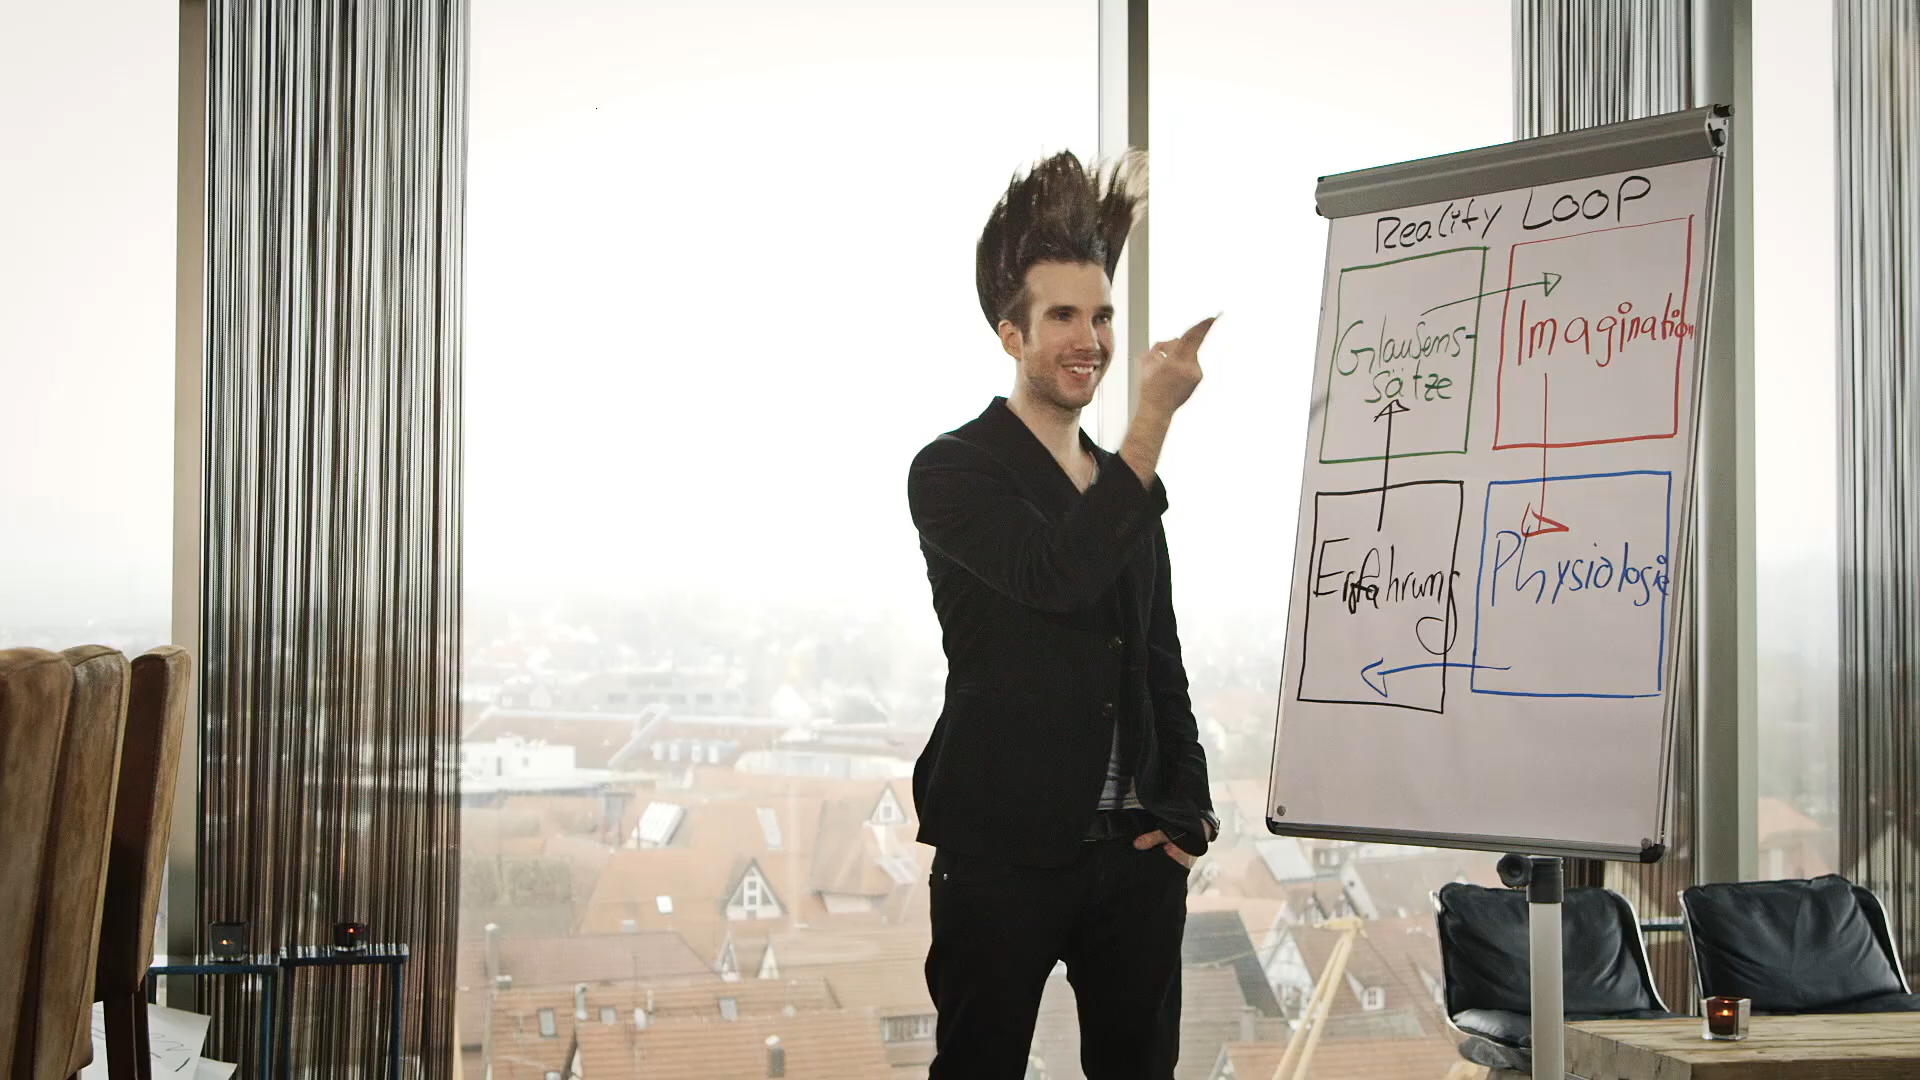 Reality LOOP
Glaubens-
sätze
Imagination
Erfahrung
Physiologie